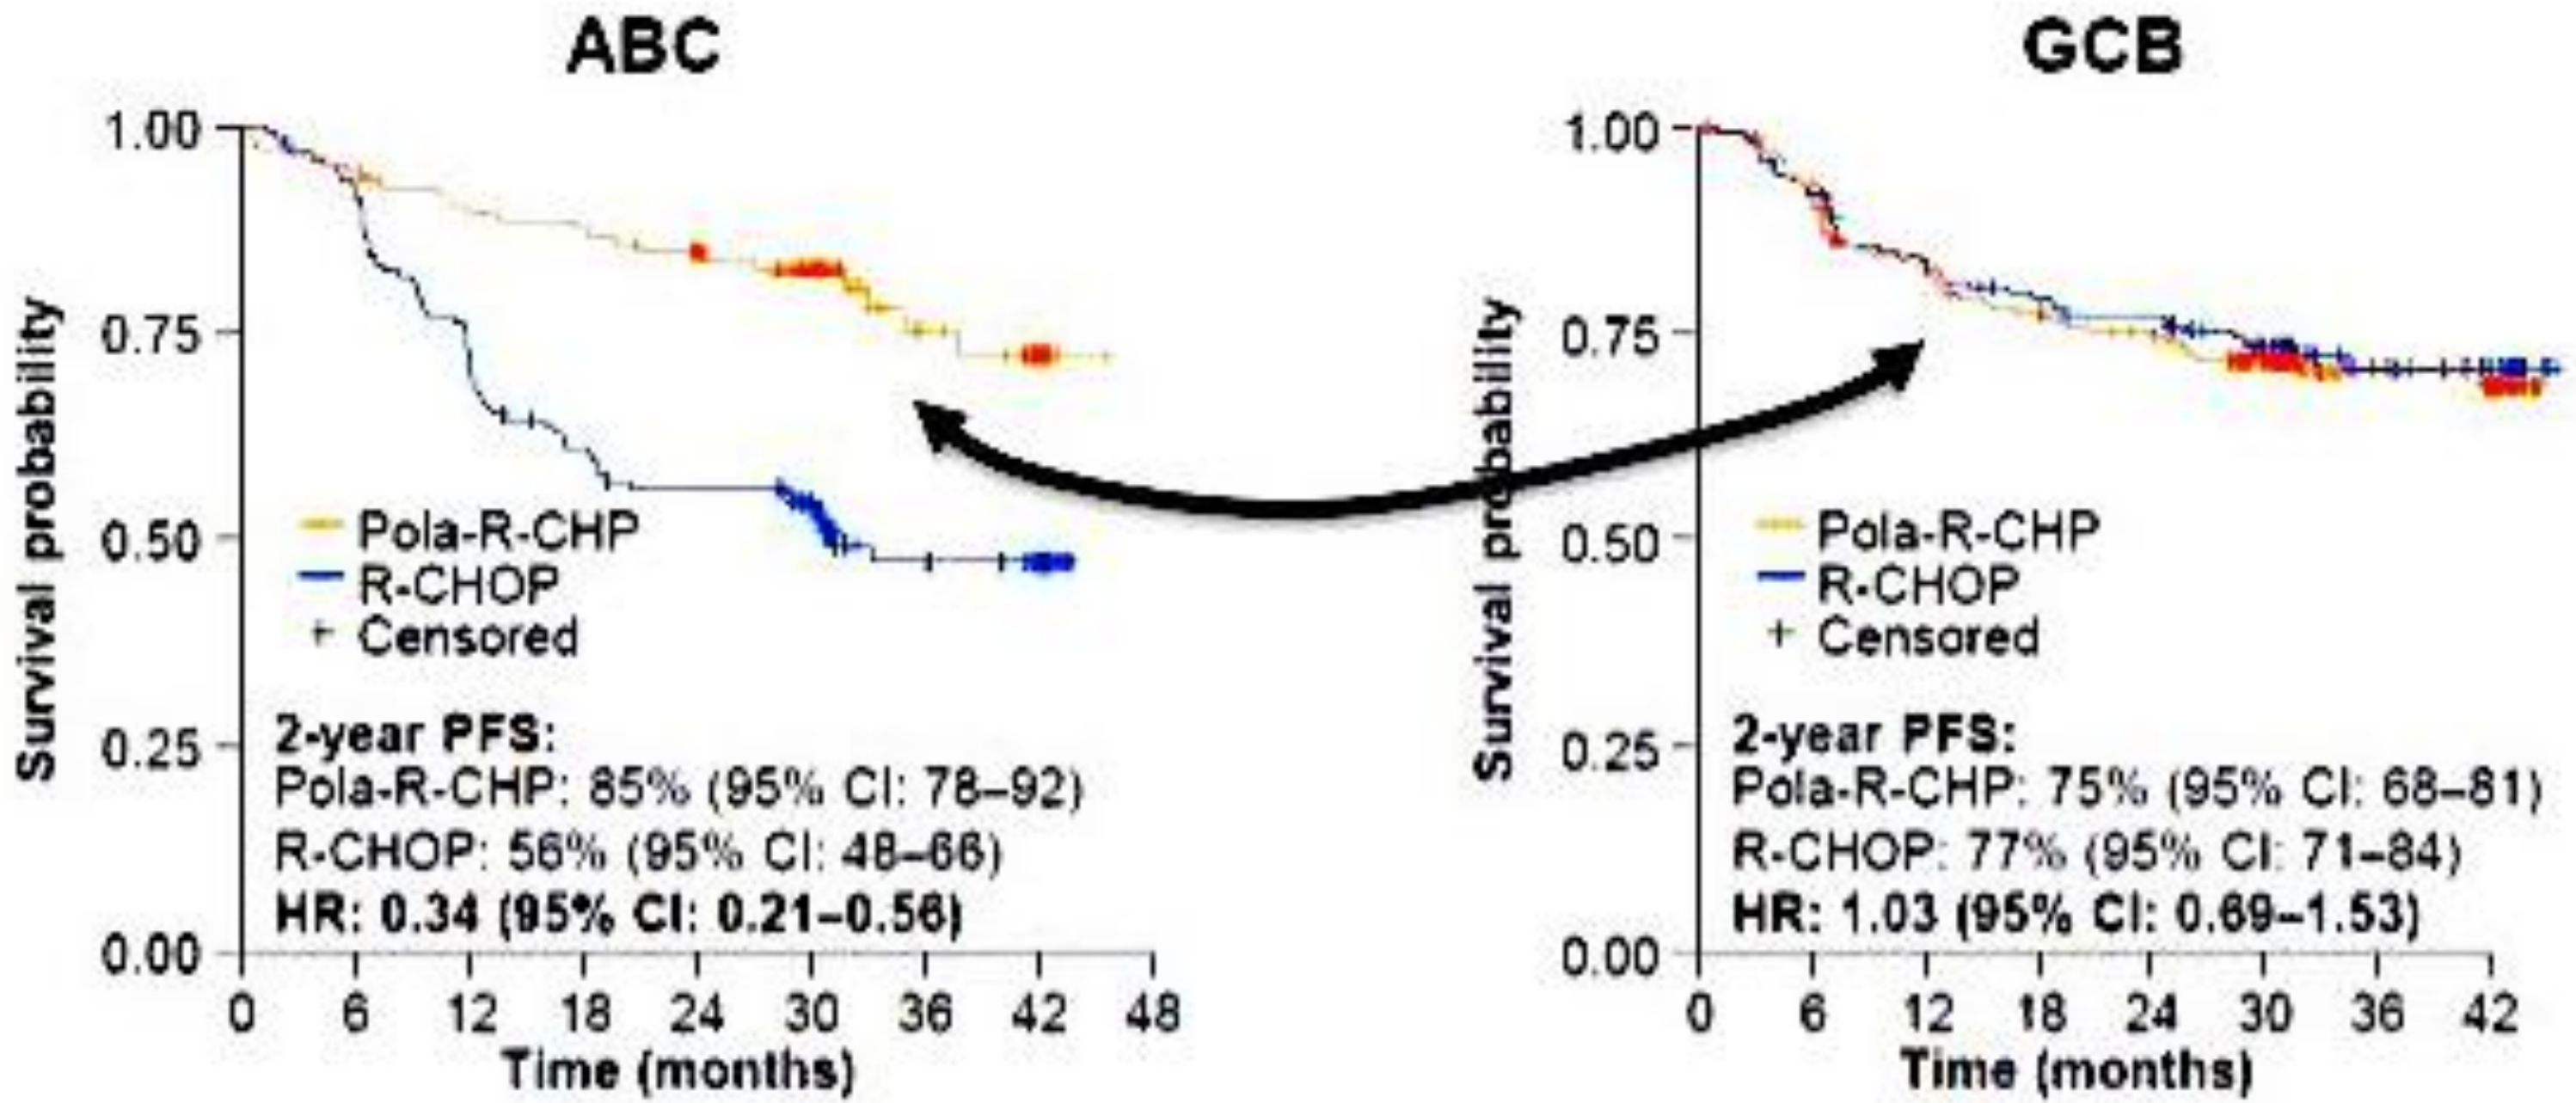 ABC
1.00
0.75
0.50
0.25
0.00
Survival probability
Pola-R-CHP
R-CHOP
Censored
2-year PFS:
Pola-R-CHP: 85% (95% CI: 78–92)
R-CHOP: 56% (95% CI: 48–66)
HR: 0.34 (95% CI: 0.21–0.56)
0 6 12 18 24 30 36 42 48
Time (months)
GCB
1.00
0.75
0.50
0.25
0.00
Survival probability
Pola-R-CHP
R-CHOP
Censored
2-year PFS:
Pola-R-CHP: 75% (95% CI: 68–81)
R-CHOP: 77% (95% CI: 71–84)
HR: 1.03 (95% CI: 0.69–1.53)
0 6 12 18 24 30 36 42
Time (months)